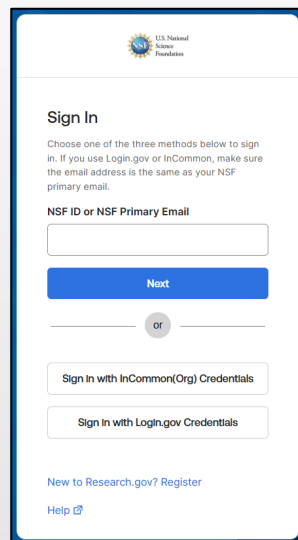 NSF
U.S. National
Science
Foundation
Sign In
Choose one of the three methods below to sign
in. If you use Login.gov or InCommon, make sure
the email address is the same as your NSF
primary email.
NSF ID or NSF Primary Email
Next
or
Sign in with InCommon(Org) Credentials
Sign in with Login.gov Credentials
New to Research.gov? Register
Help